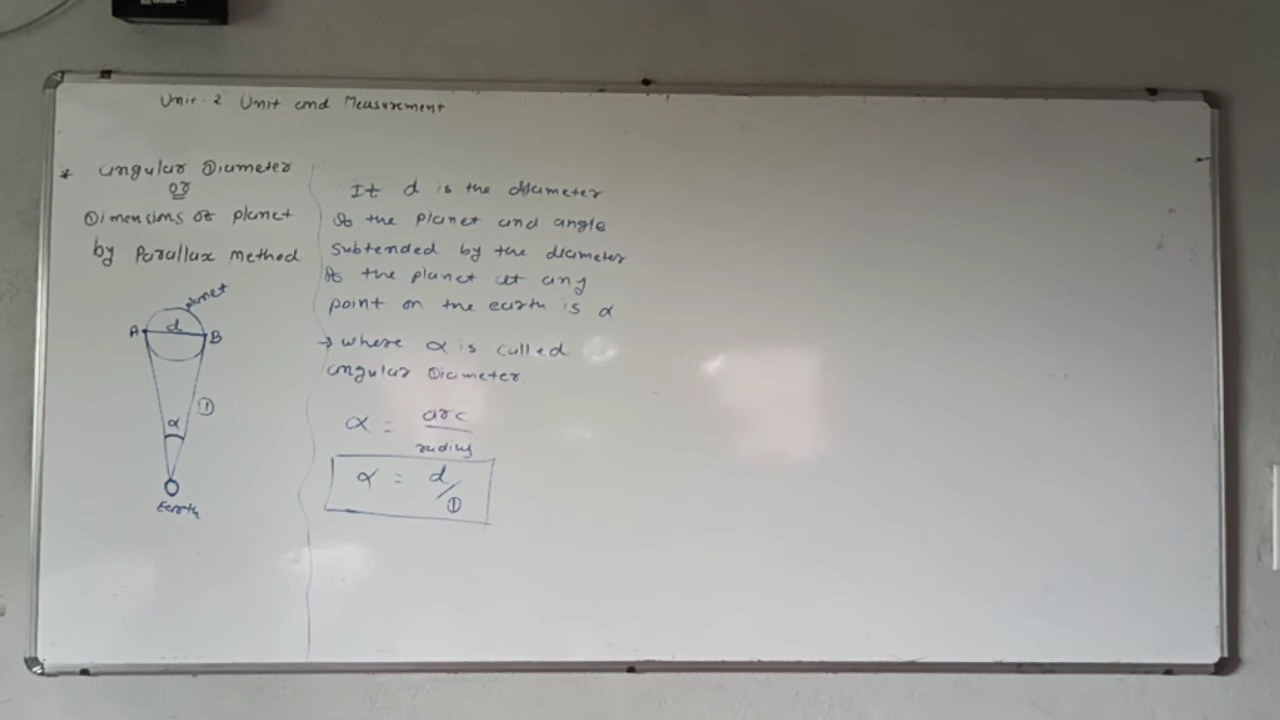 Unit-2 Unit and Measurement
* angular Diameter
or
Dimensions of planet
by Parallax method
planet
A d B
①
α
Earth
If d is the diameter
of the planet and angle
subtended by the diameter
of the planet at any
point on the earth is α
→ where α is called
angular Diameter
α = arc
radius
α = d/①